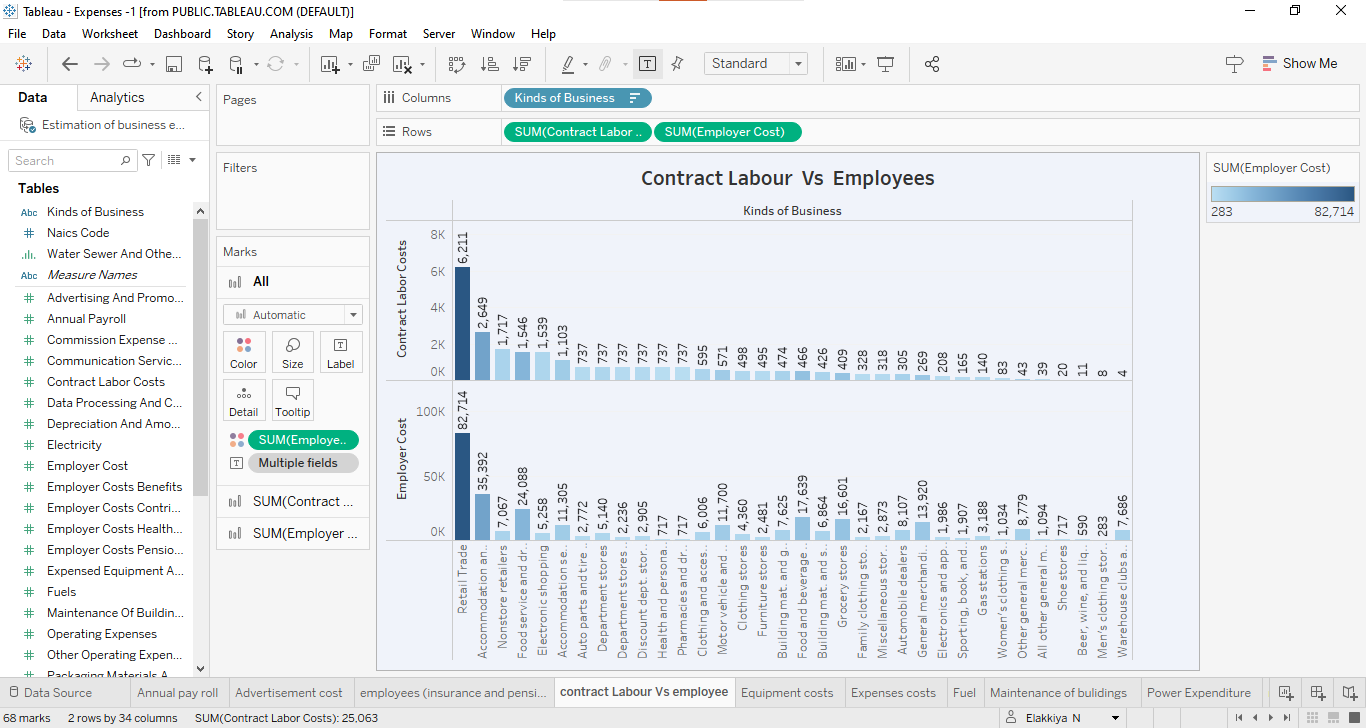 Tableau - Expenses -1 [from PUBLIC.TABLEAU.COM (DEFAULT)]
File Data Worksheet Dashboard Story Analysis Map Format Server Window Help
Standard
Show Me
Data Analytics
Estimation of business e...
Search
Tables
Abc Kinds of Business
# Naics Code
Water Sewer And Othe...
Abc Measure Names
# Advertising And Promo...
# Annual Payroll
# Commission Expense ...
# Communication Servic...
# Contract Labor Costs
# Data Processing And C...
# Depreciation And Amo...
# Electricity
# Employer Cost
# Employer Costs Benefits
# Employer Costs Contri...
# Employer Costs Health...
# Employer Costs Pensio...
# Expensed Equipment A...
# Fuels
# Maintenance Of Buildin...
# Operating Expenses
# Other Operating Expen...
# Packaging Materials A...
Pages
Filters
Marks
All
Automatic
Color Size Label
Detail Tooltip
SUM(Employe..
Multiple fields
SUM(Contract ...
SUM(Employer ...
Columns
Kinds of Business
Rows
SUM(Contract Labor .. SUM(Employer Cost)
Contract Labour Vs Employees
Kinds of Business
Contract Labor Costs
8K
6K
4K
2K
0K
6,211 2,649 1,717 1,546 1,539 1,103 737 737 737 737 737 737 595 571 498 495 474 466 426 409 328 318 305 269 208 165 140 83 43 39 20 11 8 4
Employer Cost
100K
50K
0K
82,714 35,392 7,067 24,088 5,258 11,305 2,772 5,140 2,236 2,905 717 717 6,006 11,700 4,360 2,481 7,625 17,639 6,864 16,601 2,167 2,873 8,107 13,920 1,986 1,907 3,188 1,034 8,779 1,094 717 590 283 7,686
Retail Trade
Accommodation an..
Nonstore retailers
Food service and dr..
Electronic shopping
Accommodation se..
Auto parts and tire ..
Department stores
Department stores ..
Discount dept. stor..
Health and persona..
Pharmacies and dr..
Clothing and acces..
Motor vehicle and ..
Clothing stores
Furniture stores
Building mat. and g..
Food and beverage ..
Building mat. and s..
Grocery stores
Family clothing sto..
Miscellaneous stor..
Automobile dealers
General merchandi..
Electronics and app..
Sporting, book, and..
Gas stations
Women's clothing s..
Other general merc..
All other general m..
Shoe stores
Beer, wine, and liq..
Men's clothing stor..
Warehouse clubs a..
SUM(Employer Cost)
283 82,714
Data Source
Annual pay roll
Advertisement cost
employees (insurance and pensi...
contract Labour Vs employee
Equipment costs
Expenses costs
Fuel
Maintenance of bulidings
Power Expenditure
68 marks 2 rows by 34 columns SUM(Contract Labor Costs): 25,063
Elakkiya N